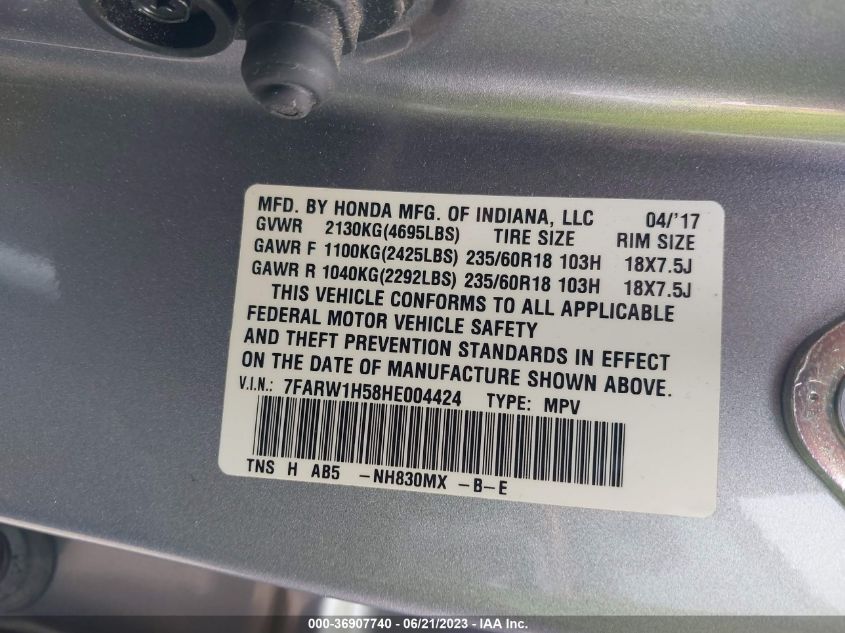 MFD. BY HONDA MFG. OF INDIANA, LLC 04/'17
GVWR 2130KG(4695LBS) TIRE SIZE RIM SIZE
GAWR F 1100KG(2425LBS) 235/60R18 103H 18X7.5J
GAWR R 1040KG(2292LBS) 235/60R18 103H 18X7.5J
THIS VEHICLE CONFORMS TO ALL APPLICABLE
FEDERAL MOTOR VEHICLE SAFETY
AND THEFT PREVENTION STANDARDS IN EFFECT
ON THE DATE OF MANUFACTURE SHOWN ABOVE.
V.I.N.: 7FARW1H58HE004424 TYPE: MPV
TNS H AB5 -NH830MX -B-E
000-36907740 - 06/21/2023 - IAA Inc.